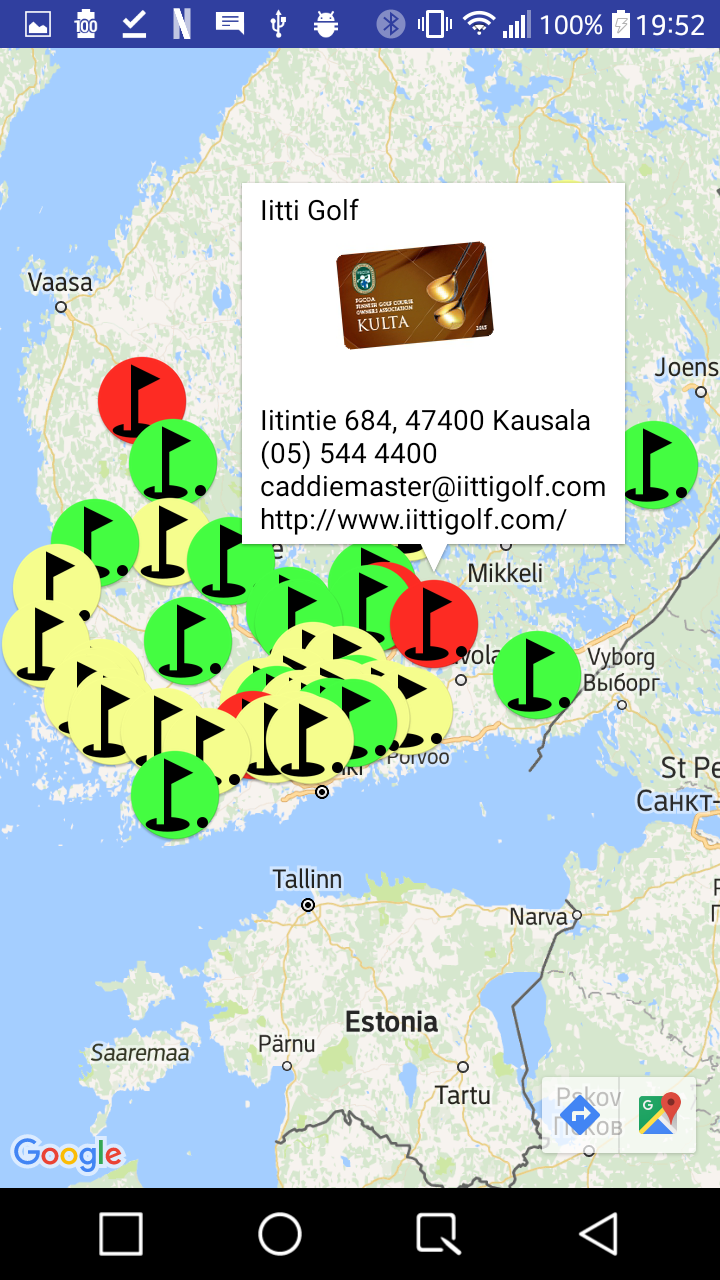 100 100% 19:52
Iitti Golf
FGCOA
FINNISH GOLF COURSE
OWNERS ASSOCIATION
KULTA
2015
Iitintie 684, 47400 Kausala
(05) 544 4400
caddiemaster@iittigolf.com
http://www.iittigolf.com/
Vaasa
Joens
Mikkeli
Vyborg
Выборг
Porvoo
St Pe
Санкт-
Tallinn
Narva
Estonia
Pärnu
Saaremaa
Tartu
Pskov
Псков
G
Google